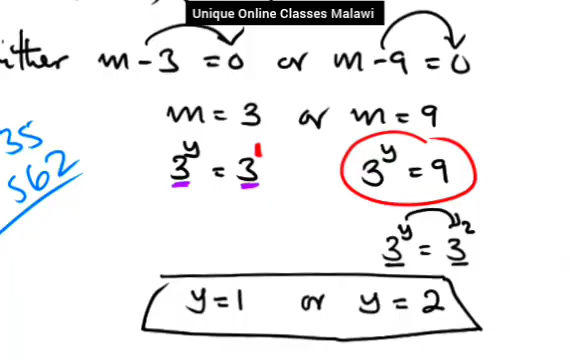 Unique Online Classes Malawi
ither m - 3 = 0 or m - 9 = 0
m = 3 or m = 9
35
562
3^y = 3^1 3^y = 9
3^y = 3^2
y = 1 or y = 2